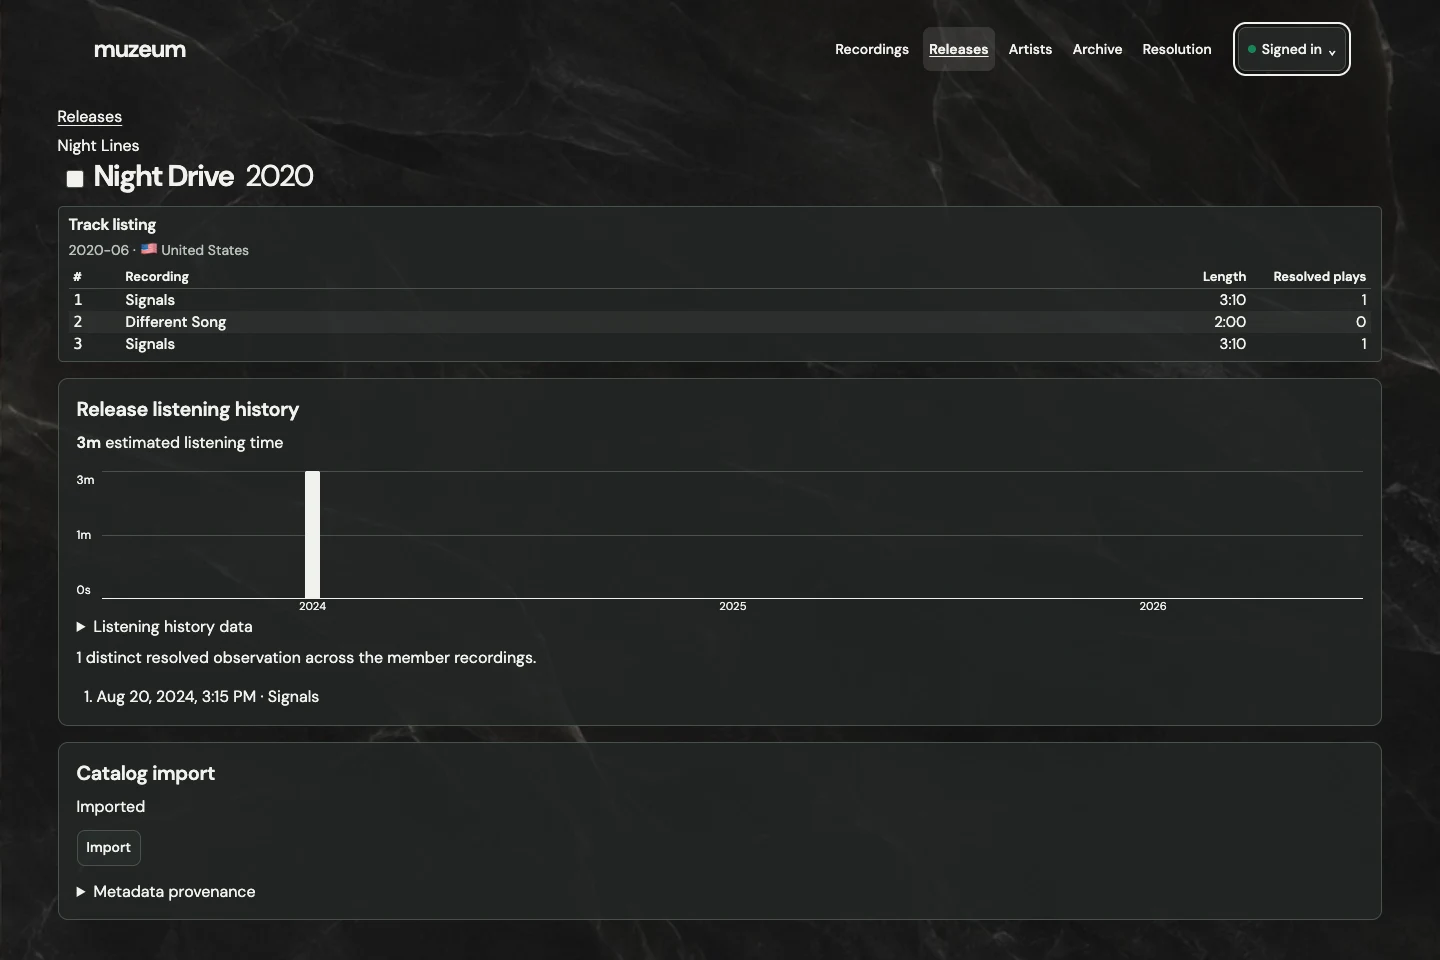 muzeum
Recordings Releases Artists Archive Resolution Signed in
Releases
Night Lines
Night Drive 2020
Track listing
2020-06 · 🇺🇸 United States
# Recording Length Resolved plays
1 Signals 3:10 1
2 Different Song 2:00 0
3 Signals 3:10 1
Release listening history
3m estimated listening time
3m
1m
0s
2024 2025 2026
▶ Listening history data
1 distinct resolved observation across the member recordings.
1. Aug 20, 2024, 3:15 PM · Signals
Catalog import
Imported
Import
▶ Metadata provenance